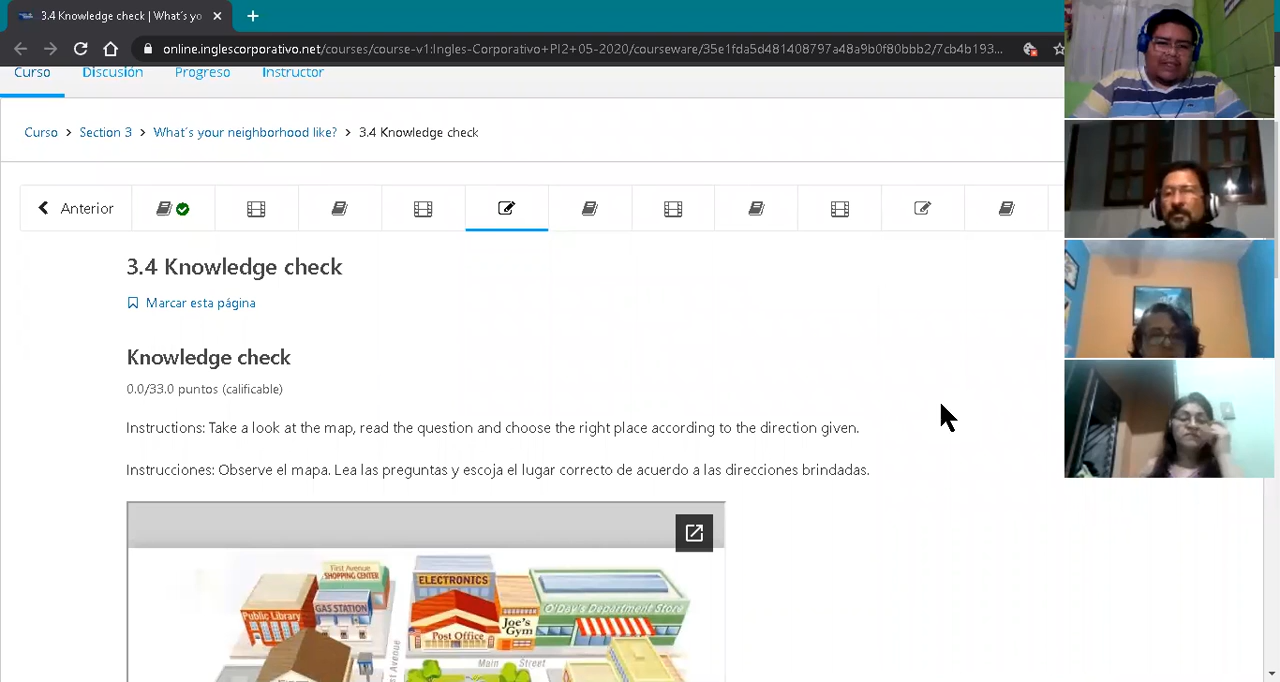 3.4 Knowledge check | What's yo
online.inglescorporativo.net/courses/course-v1:Ingles-Corporativo+PI2+05-2020/courseware/35e1fda5d481408797a48a9b0f80bbb2/7cb4b193...
Curso Discusión Progreso Instructor
Curso > Section 3 > What's your neighborhood like? > 3.4 Knowledge check
Anterior
3.4 Knowledge check
Marcar esta página
Knowledge check
0.0/33.0 puntos (calificable)
Instructions: Take a look at the map, read the question and choose the right place according to the direction given.
Instrucciones: Observe el mapa. Lea las preguntas y escoja el lugar correcto de acuerdo a las direcciones brindadas.
First Avenue
SHOPPING CENTER
ELECTRONICS
Public Library
GAS STATION
O'Day's Department Store
Post Office
Joe's
Gym
Main Street
Avenue